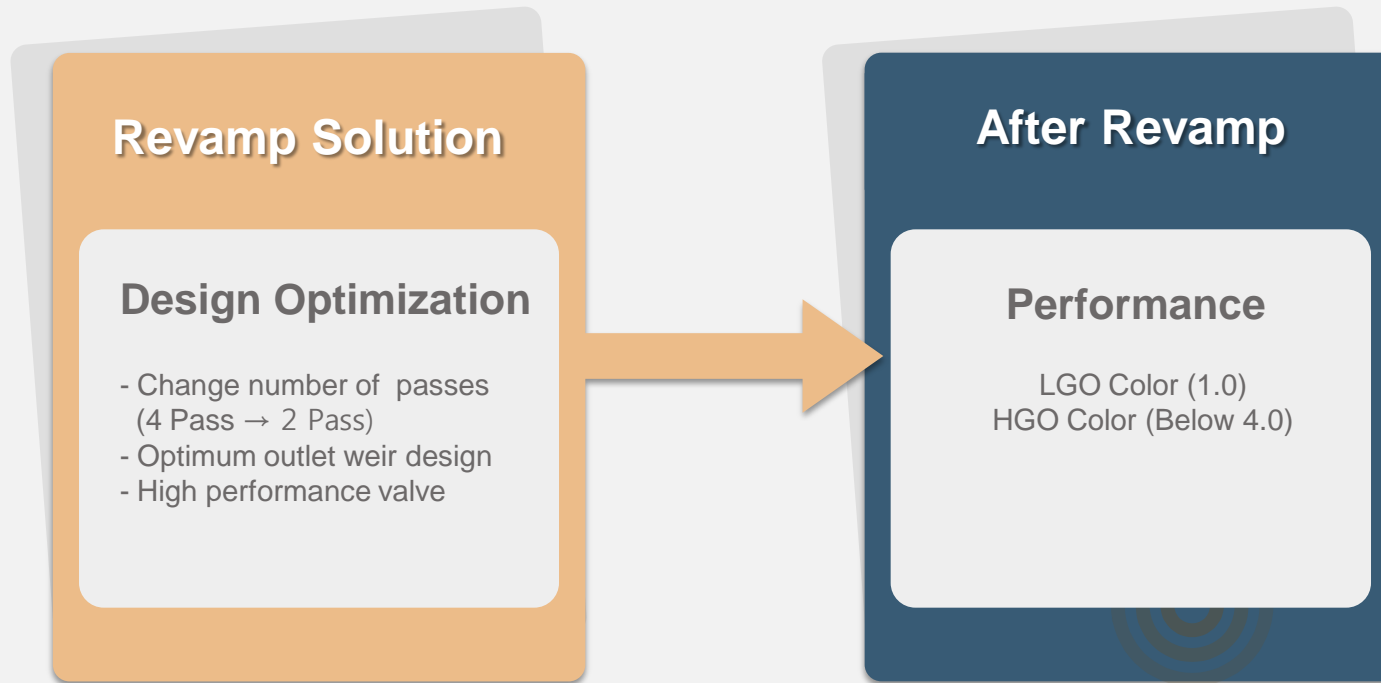 Revamp Solution
Design Optimization
- Change number of  passes
(4 Pass → 2 Pass)
- Optimum outlet weir design
- High performance valve
After Revamp
Performance
LGO Color (1.0)
HGO Color (Below 4.0)